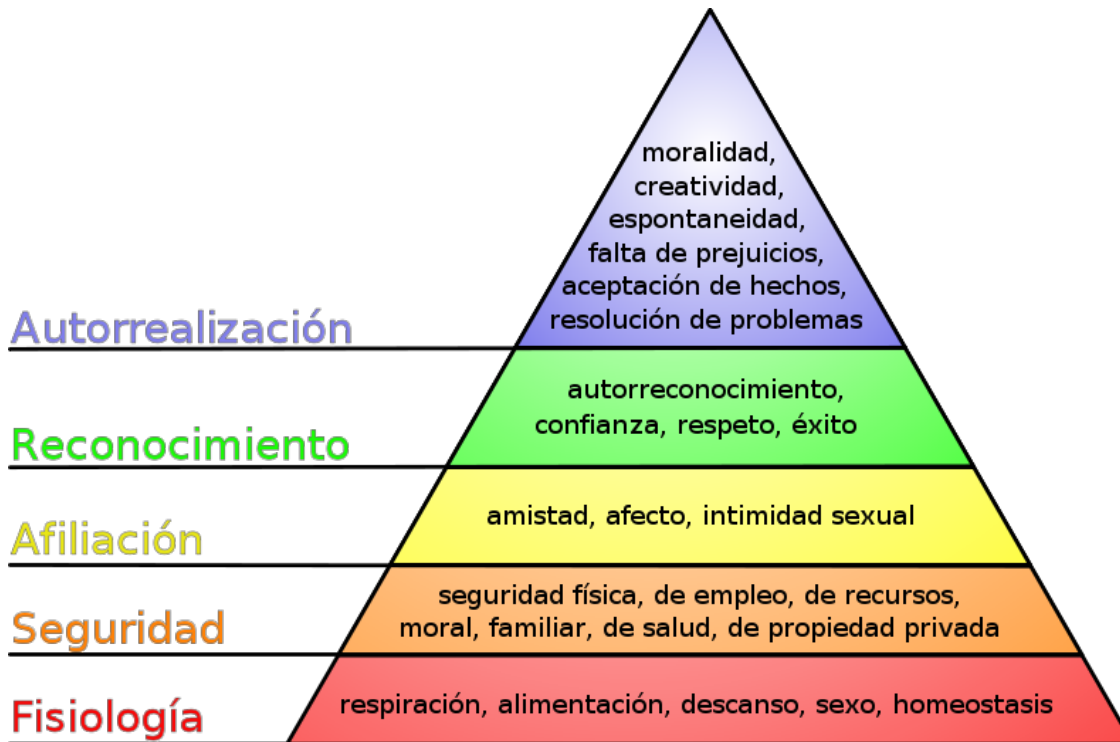 moralidad,
creatividad,
espontaneidad,
falta de prejuicios,
aceptación de hechos,
resolución de problemas
Autorrealización
autorreconocimiento,
confianza, respeto, éxito
Reconocimiento
amistad, afecto, intimidad sexual
Afiliación
seguridad física, de empleo, de recursos,
moral, familiar, de salud, de propiedad privada
Seguridad
respiración, alimentación, descanso, sexo, homeostasis
Fisiología